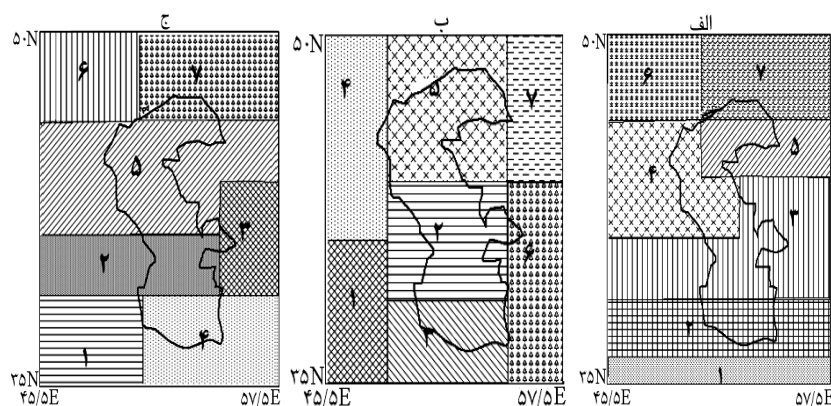 الف
۵۰N
۶ ۷
۴ ۵
۳
۲
۱
۳۵N
۴۵/۵E ۵۷/۵E
ب
۵۰N
۴ ۵ ۷
۲ ۶
۱ ۳
۳۵N
۴۵/۵E ۵۷/۵E
ج
۵۰N
۶ ۷
۵
۳
۲
۱ ۴
۳۵N
۴۵/۵E ۵۷/۵E